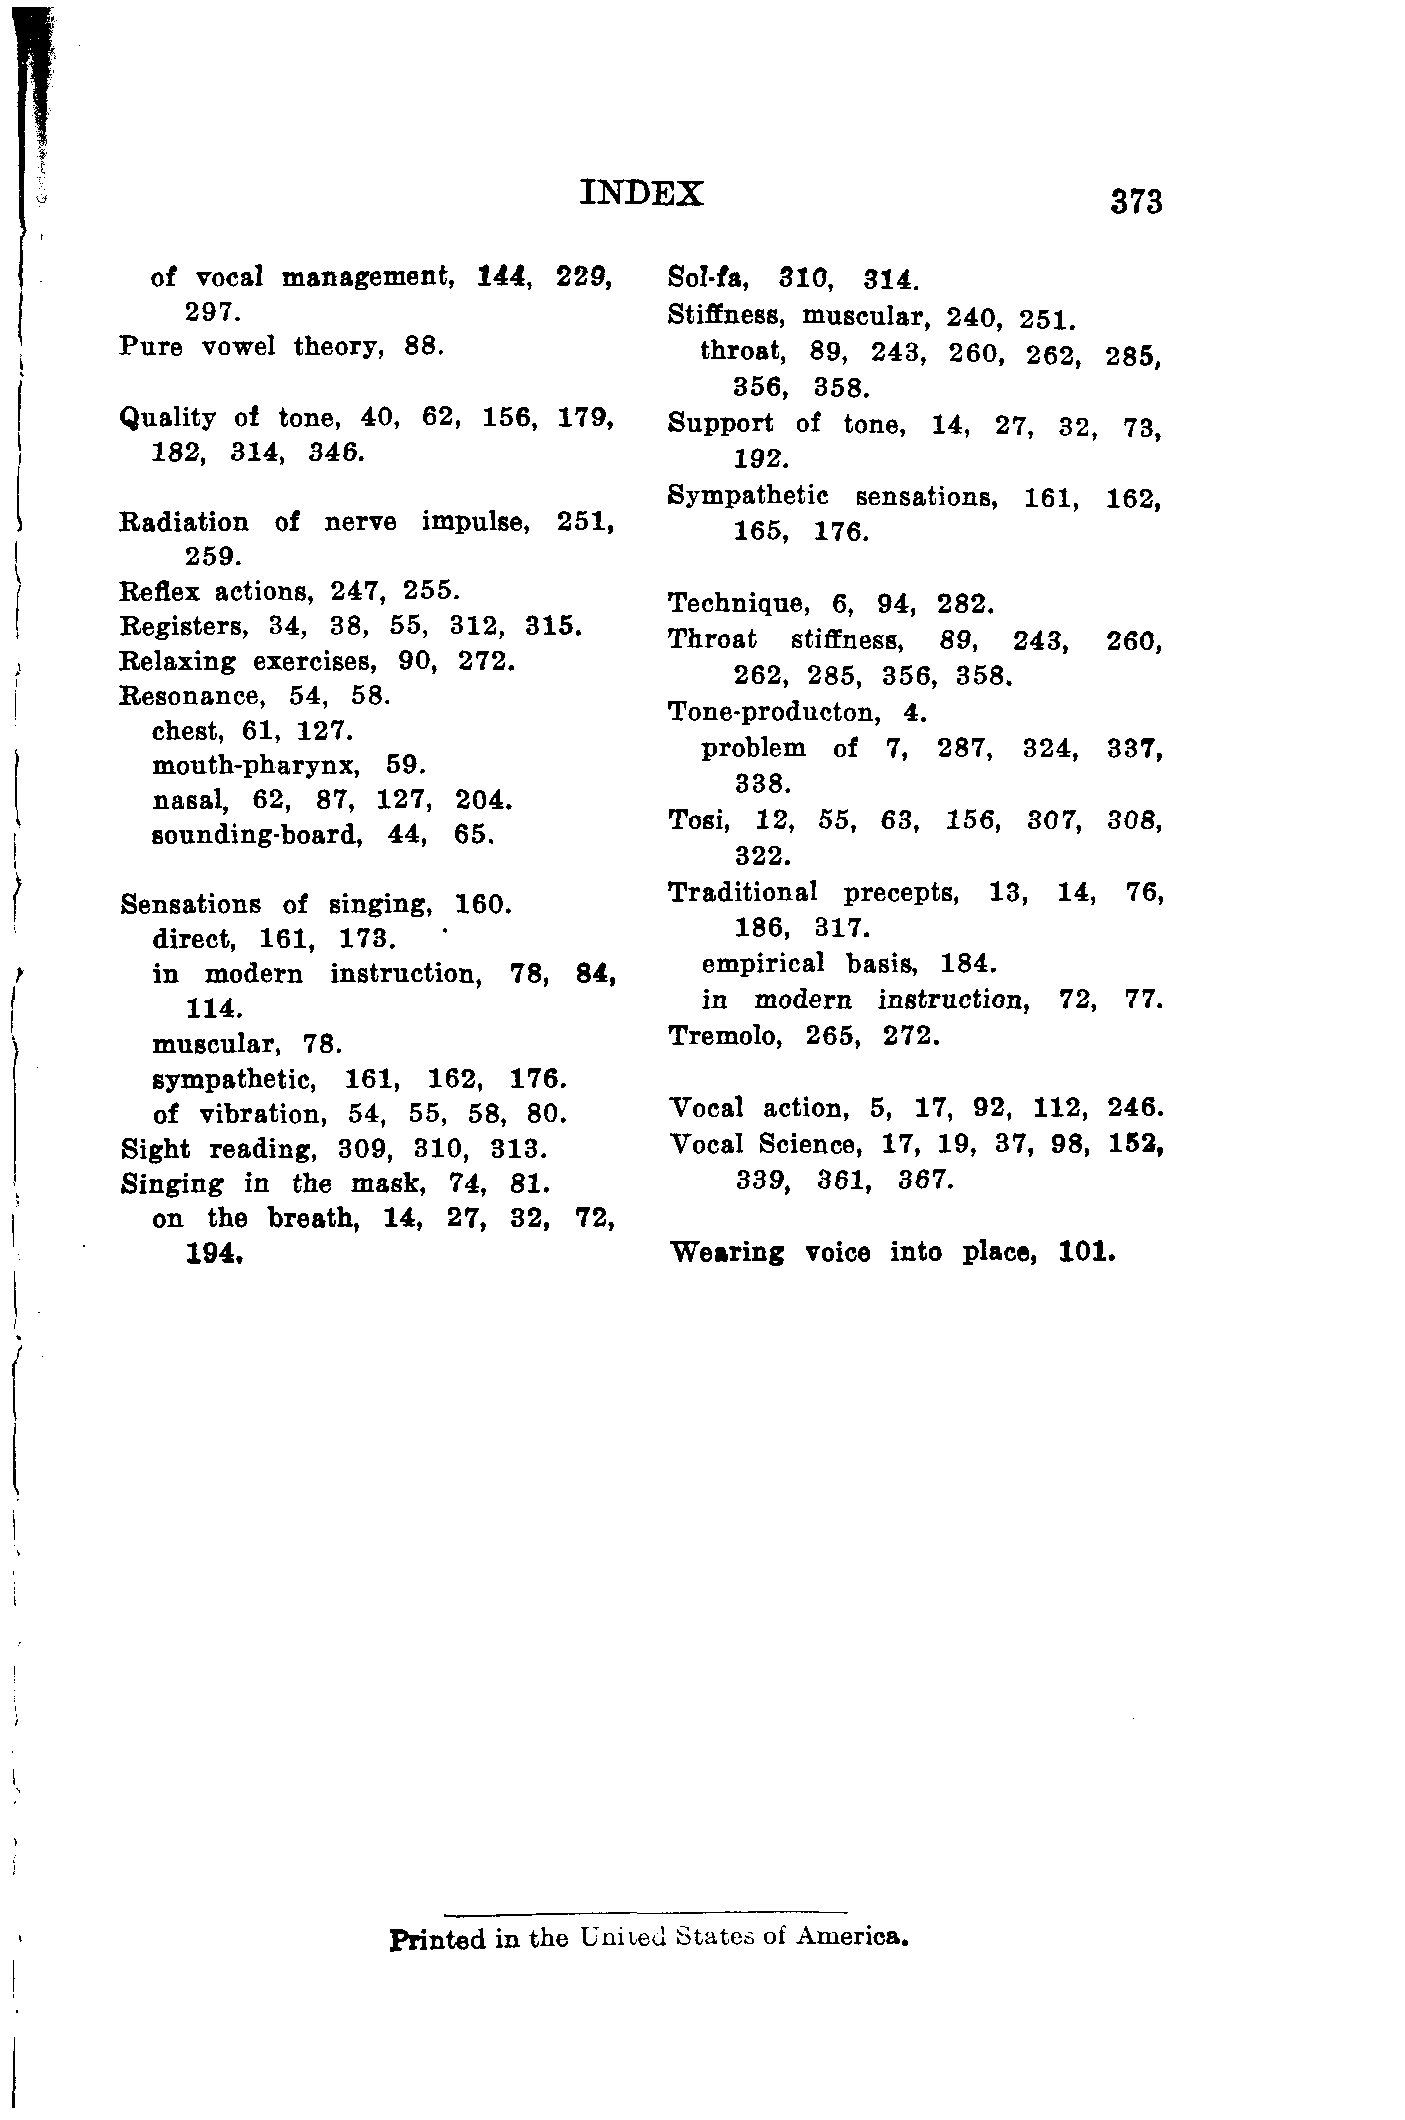 INDEX
373
of vocal management, 144, 229,
297.
Pure vowel theory, 88.
Quality of tone, 40, 62, 156, 179,
182, 314, 346.
Radiation of nerve impulse, 251,
259.
Reflex actions, 247, 255.
Registers, 34, 38, 55, 312, 315.
Relaxing exercises, 90, 272.
Resonance, 54, 58.
chest, 61, 127.
mouth-pharynx, 59.
nasal, 62, 87, 127, 204.
sounding-board, 44, 65.
Sensations of singing, 160.
direct, 161, 173.
in modern instruction, 78, 84,
114.
muscular, 78.
sympathetic, 161, 162, 176.
of vibration, 54, 55, 58, 80.
Sight reading, 309, 310, 313.
Singing in the mask, 74, 81.
on the breath, 14, 27, 32, 72,
194.
Sol-fa, 310, 314.
Stiffness, muscular, 240, 251.
throat, 89, 243, 260, 262, 285,
356, 358.
Support of tone, 14, 27, 32, 73,
192.
Sympathetic sensations, 161, 162,
165, 176.
Technique, 6, 94, 282.
Throat stiffness, 89, 243, 260,
262, 285, 356, 358.
Tone-producton, 4.
problem of 7, 287, 324, 337,
338.
Tosi, 12, 55, 63, 156, 307, 308,
322.
Traditional precepts, 13, 14, 76,
186, 317.
empirical basis, 184.
in modern instruction, 72, 77.
Tremolo, 265, 272.
Vocal action, 5, 17, 92, 112, 246.
Vocal Science, 17, 19, 37, 98, 152,
339, 361, 367.
Wearing voice into place, 101.
Printed in the United States of America.